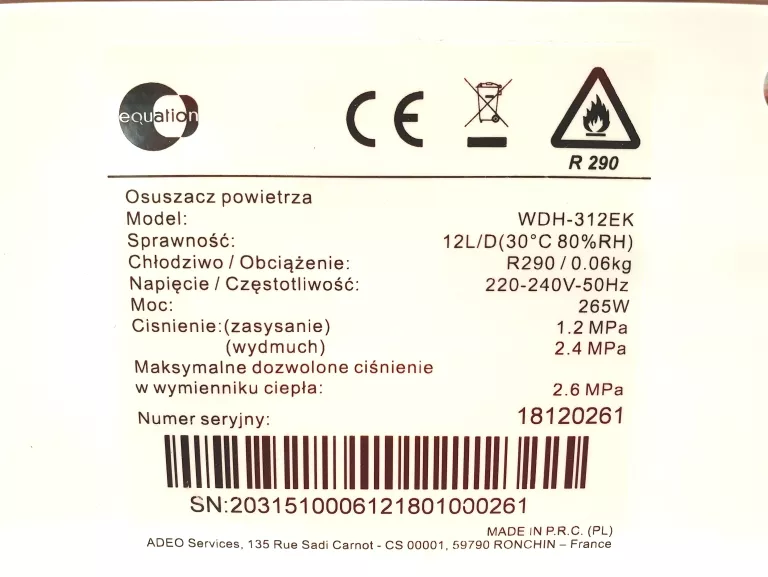 equation
CE
R 290
Osuszacz powietrza
Model: WDH-312EK
Sprawność: 12L/D(30°C 80%RH)
Chłodziwo / Obciążenie: R290 / 0.06kg
Napięcie / Częstotliwość: 220-240V-50Hz
Moc: 265W
Cisnienie:(zasysanie) 1.2 MPa
(wydmuch) 2.4 MPa
Maksymalne dozwolone ciśnienie
w wymienniku ciepła: 2.6 MPa
Numer seryjny: 18120261
SN:2031510006121801000261
MADE IN P.R.C. (PL)
ADEO Services, 135 Rue Sadi Carnot - CS 00001, 59790 RONCHIN – France